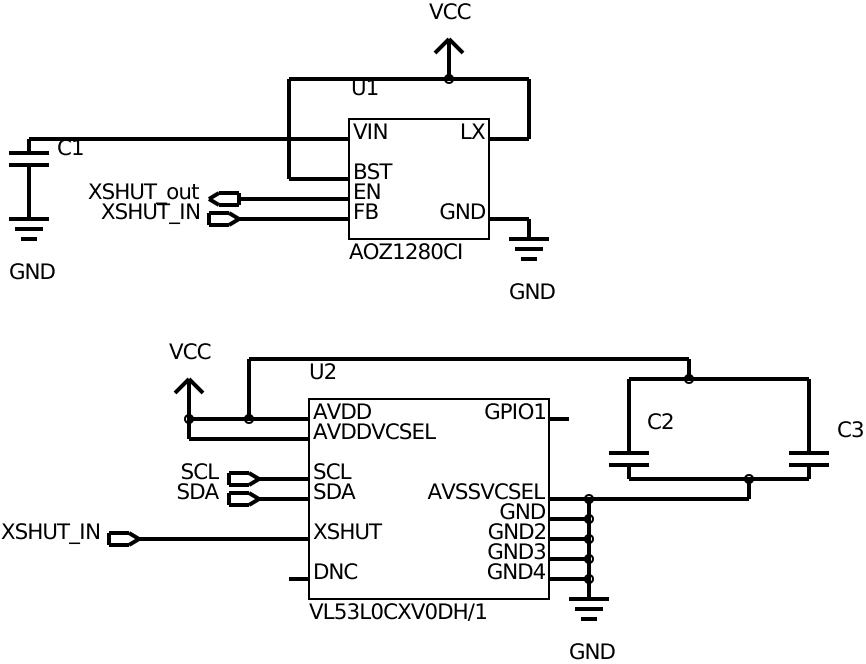 VCC
U1
C1
VIN
LX
BST
XSHUT_out
EN
XSHUT_IN
FB
GND
AOZ1280CI
GND
GND
VCC
U2
AVDD
GPIO1
C2
C3
AVDDVCSEL
SCL
SCL
SDA
SDA
AVSSVCSEL
GND
XSHUT_IN
XSHUT
GND2
GND3
DNC
GND4
VL53L0CXV0DH/1
GND